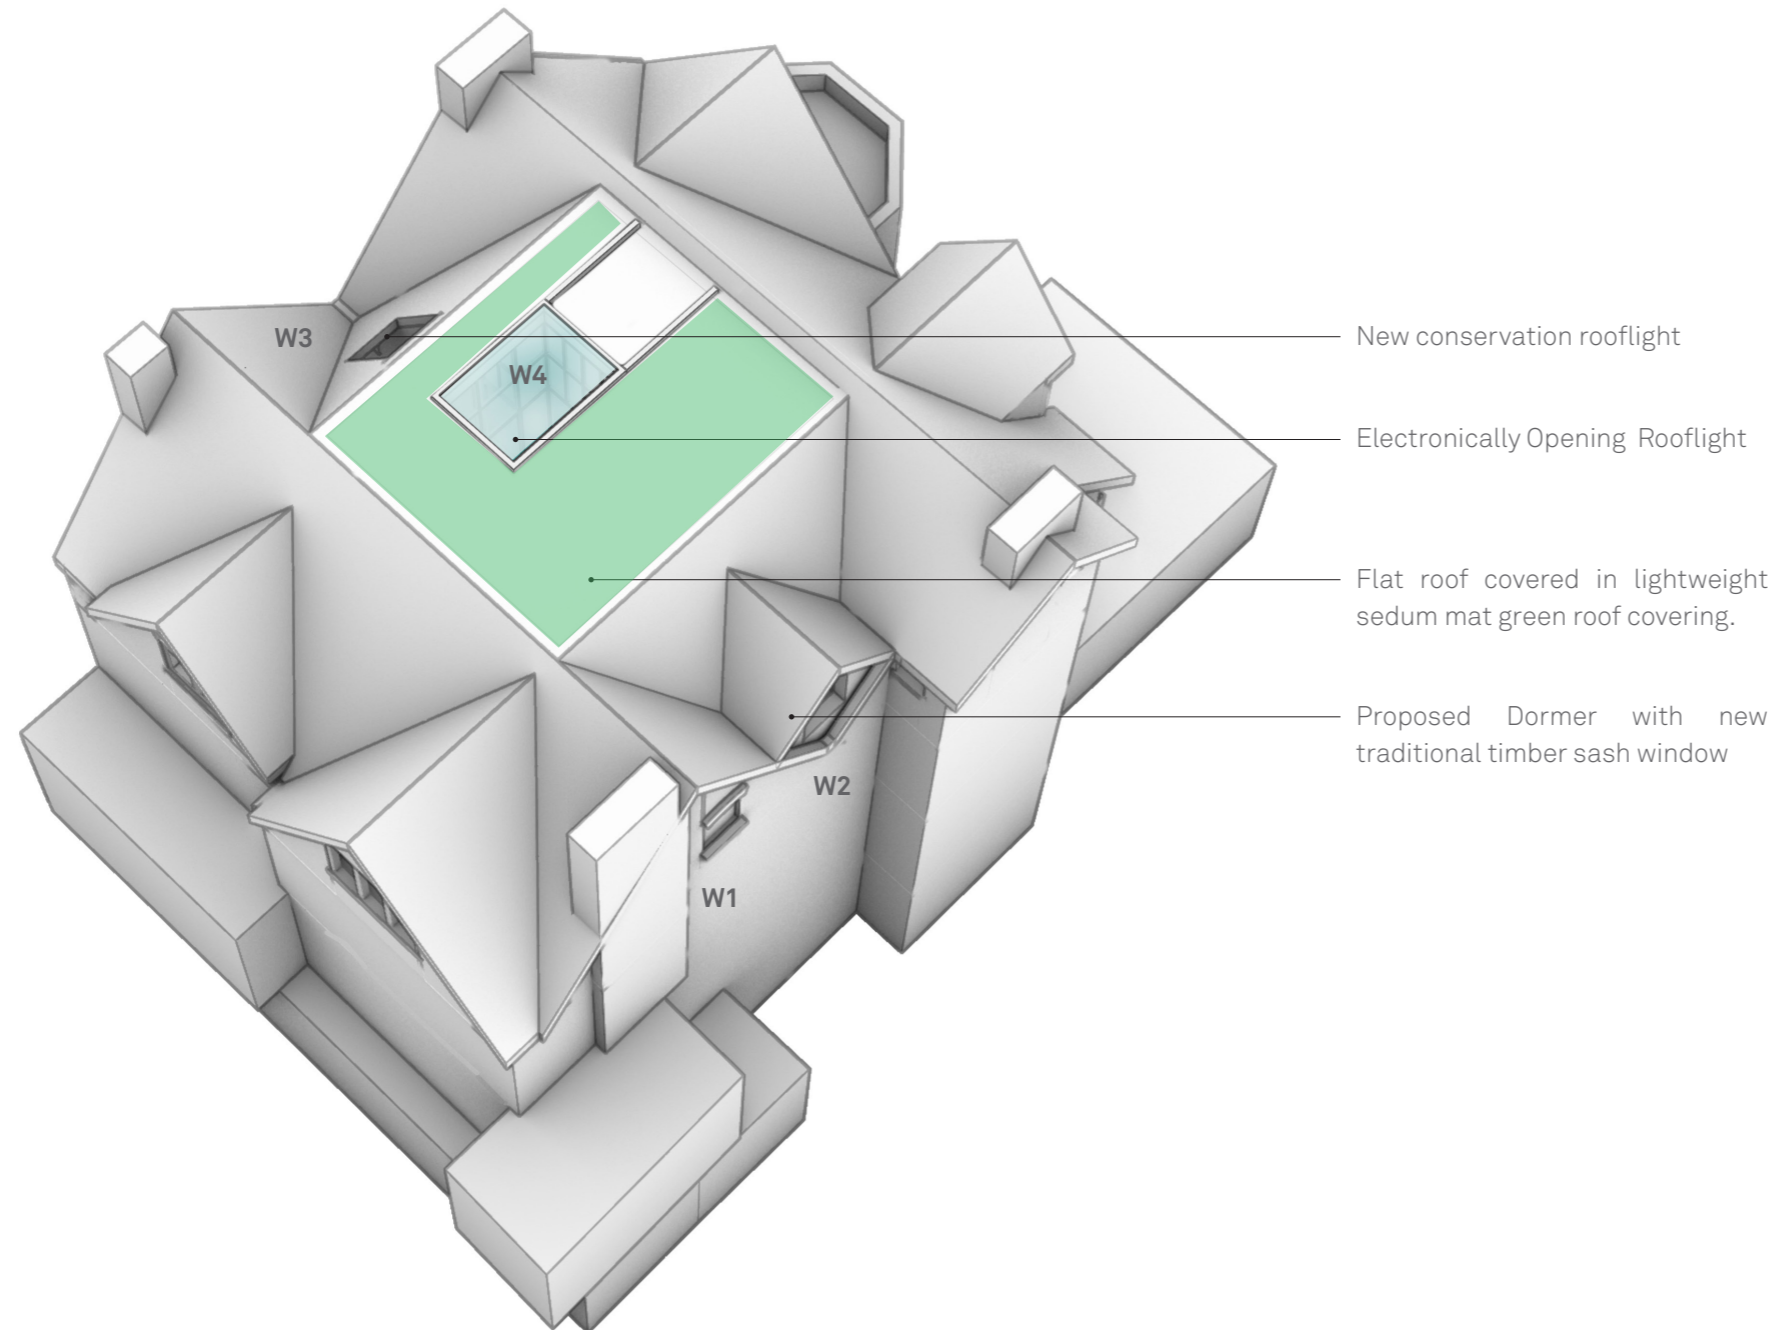 W3
New conservation rooflight
W4
Electronically Opening Rooflight
Flat roof covered in lightweight
sedum mat green roof covering.
Proposed Dormer with new
traditional timber sash window
W2
W1